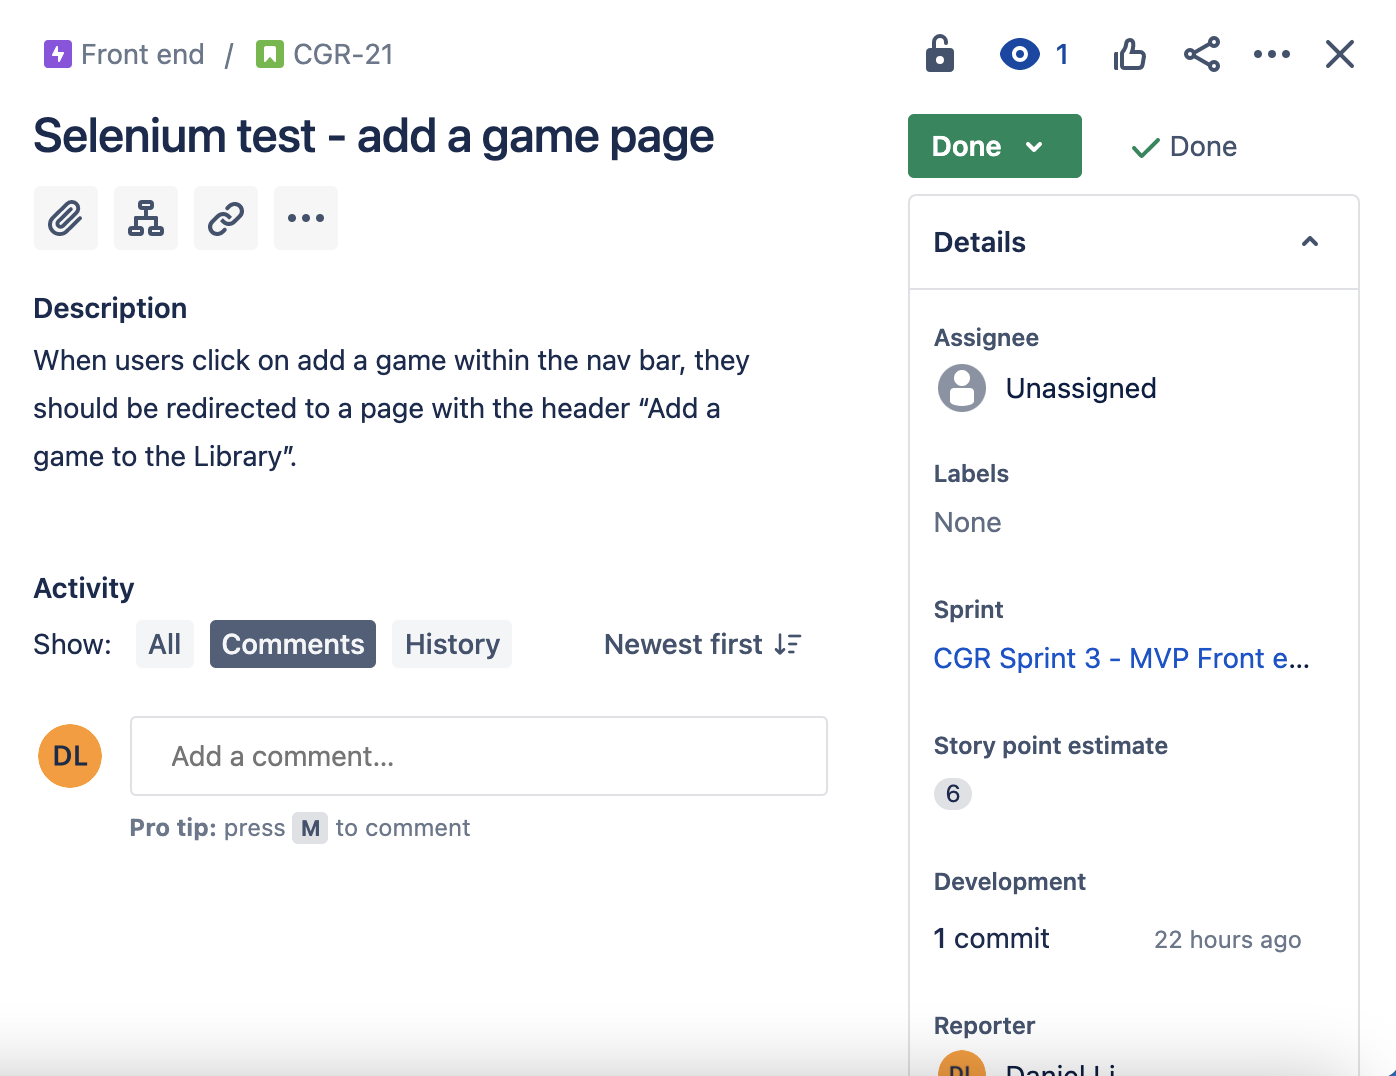 Front end / CGR-21
1
Selenium test - add a game page
Done
Done
Description
When users click on add a game within the nav bar, they
should be redirected to a page with the header “Add a
game to the Library”.
Activity
Show: All Comments History Newest first
DL Add a comment...
Pro tip: press M to comment
Details
Assignee
Unassigned
Labels
None
Sprint
CGR Sprint 3 - MVP Front e...
Story point estimate
6
Development
1 commit 22 hours ago
Reporter
DL Daniel Li